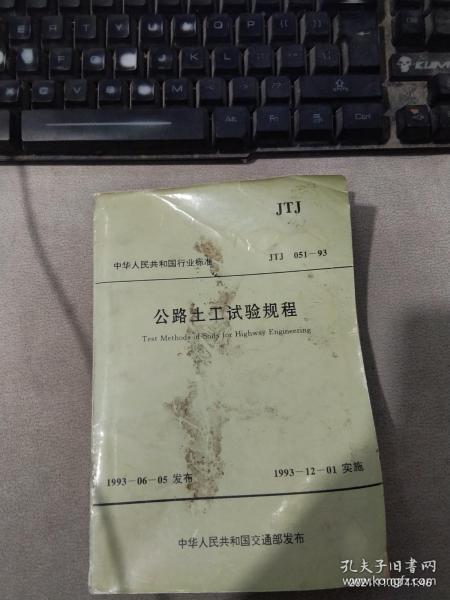 Alt
Fn
Ctrl
JTJ
中华人民共和国行业标准
JTJ 051-93
公路土工试验规程
Test Methods of Soils for Highway Engineering
1993-06-05 发布
1993-12-01 实施
中华人民共和国交通部发布
孔夫子旧书网